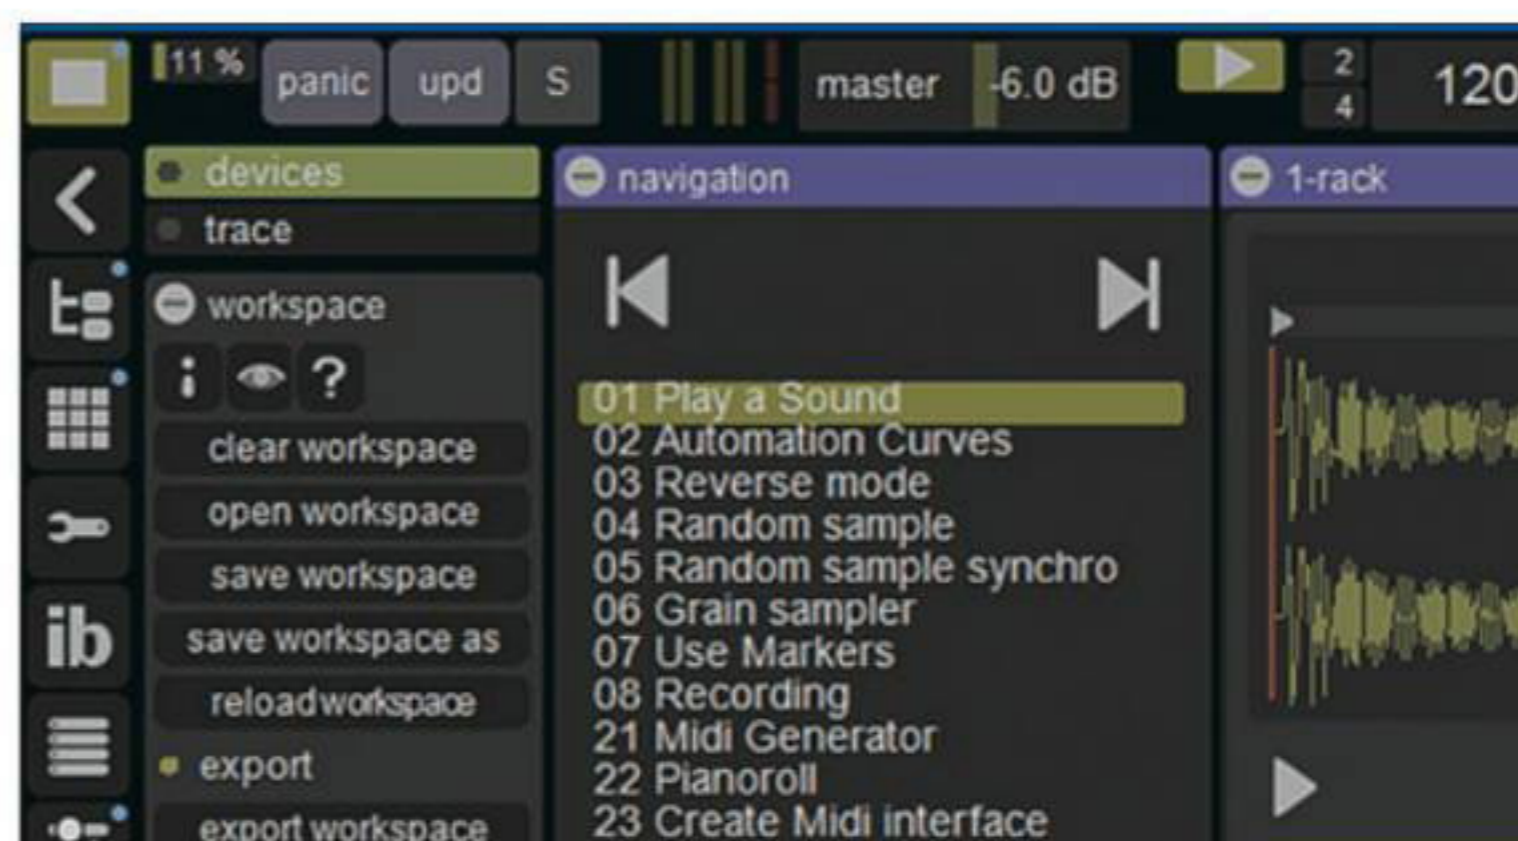 11 %
panic
upd
S
master
-6.0 dB
2
4
120
devices
trace
workspace
i
?
clear workspace
open workspace
save workspace
save workspace as
reload workspace
export
export workspace
ib
navigation
01 Play a Sound
02 Automation Curves
03 Reverse mode
04 Random sample
05 Random sample synchro
06 Grain sampler
07 Use Markers
08 Recording
21 Midi Generator
22 Pianoroll
23 Create Midi interface
1-rack